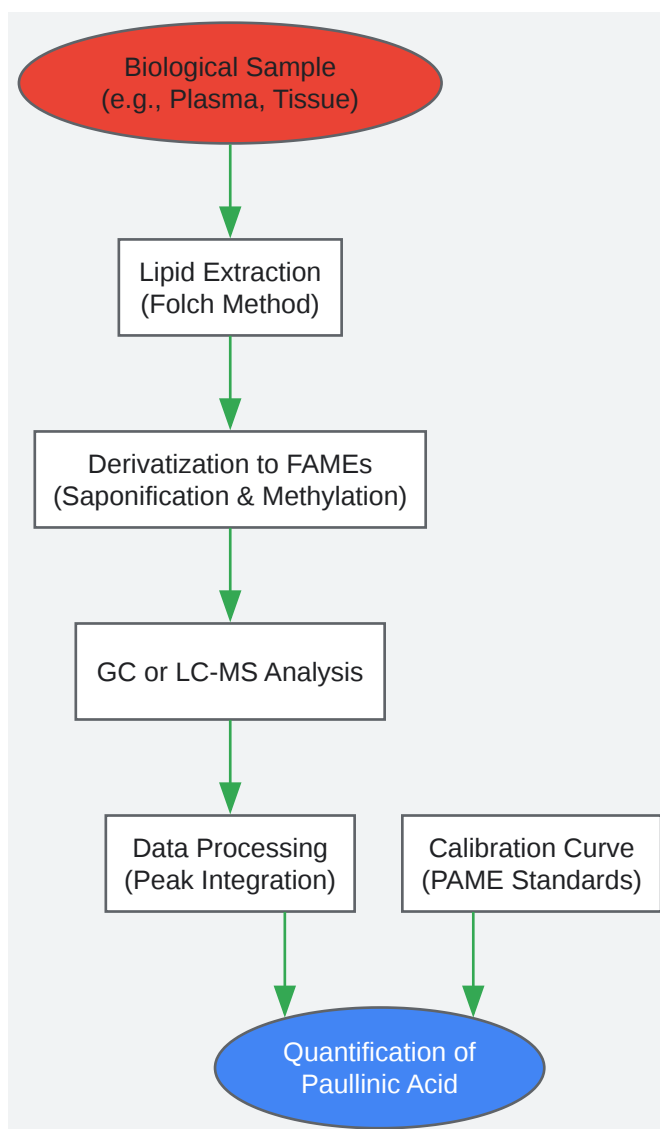 Biological Sample
(e.g., Plasma, Tissue)
Lipid Extraction
(Folch Method)
Derivatization to FAMEs
(Saponification & Methylation)
GC or LC-MS Analysis
Data Processing
(Peak Integration)
Calibration Curve
(PAME Standards)
Quantification of
Paullinic Acid